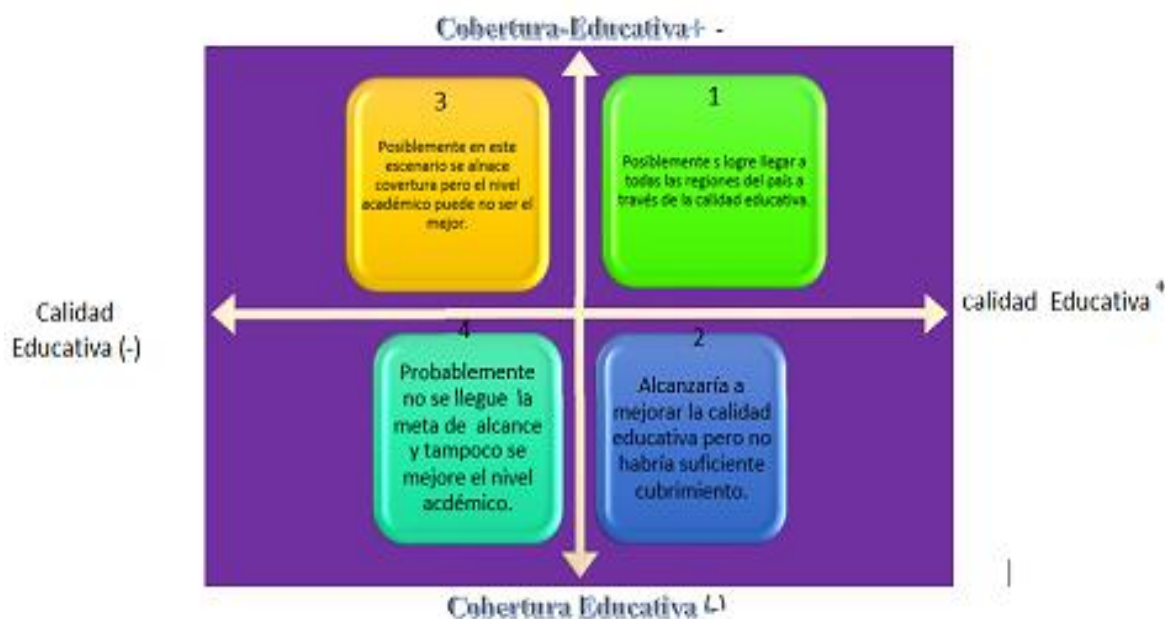 Cobertura-Educativa+ -
3
Posiblemente en este
escenario se alnace
covertura pero el nivel
académico puede no ser el
mejor.
1
Posiblemente s logre llegar a
todas las regiones del país a
través de la calidad educativa.
Calidad
Educativa (-)
calidad Educativa +
4
Probablemente
no se llegue la
meta de alcance
y tampoco se
mejore el nivel
acdémico.
2
Alcanzaría a
mejorar la calidad
educativa pero no
habría suficiente
cubrimiento.
Cobertura Educativa (-)